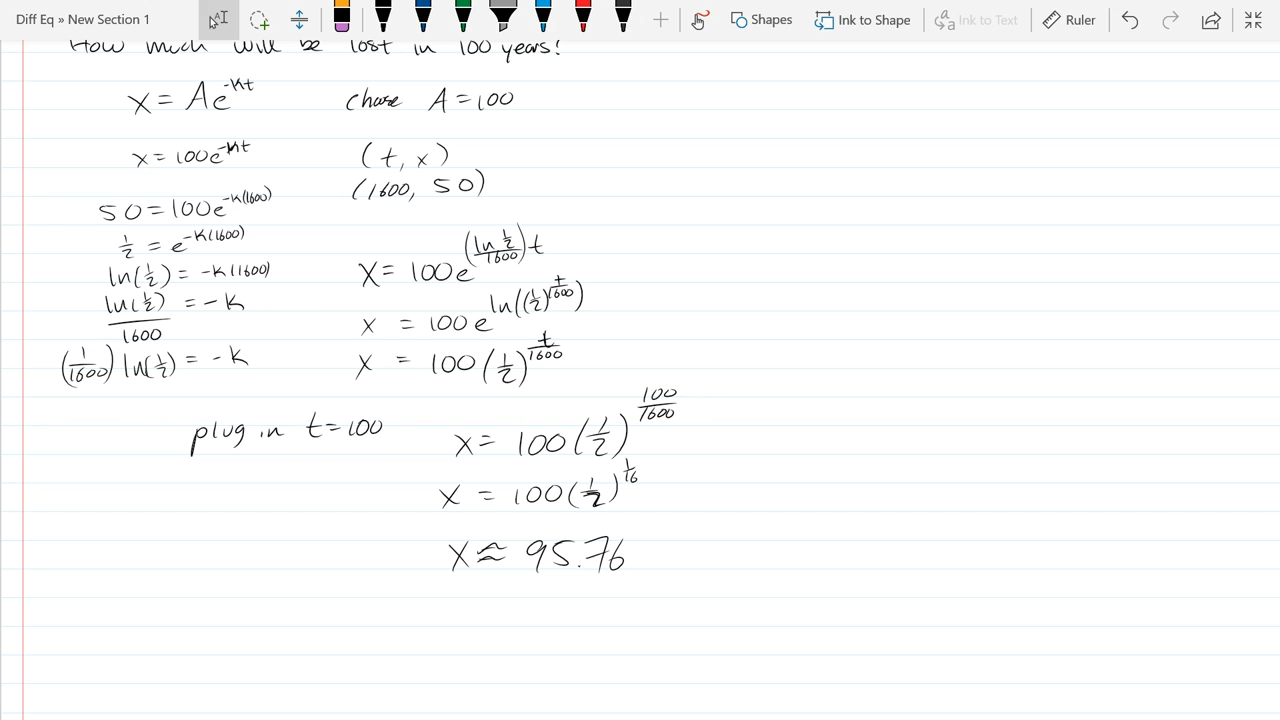 Diff Eq » New Section 1
Shapes
Ink to Shape
Ink to Text
Ruler
How much will be lost in 100 years?
x = Ae^{-kt}
chose A = 100
x = 100e^{-kt}
(t, x)
(1600, 50)
50 = 100e^{-k(1600)}
1/2 = e^{-k(1600)}
ln(1/2) = -k(1600)
ln(1/2)/1600 = -k
(1/1600) ln(1/2) = -k
x = 100e^{(ln 1/2 / 1600)t}
x = 100e^{ln((1/2)^{t/1600})}
x = 100(1/2)^{t/1600}
plug in t = 100
x = 100(1/2)^{100/1600}
x = 100(1/2)^{1/16}
x ≈ 95.76